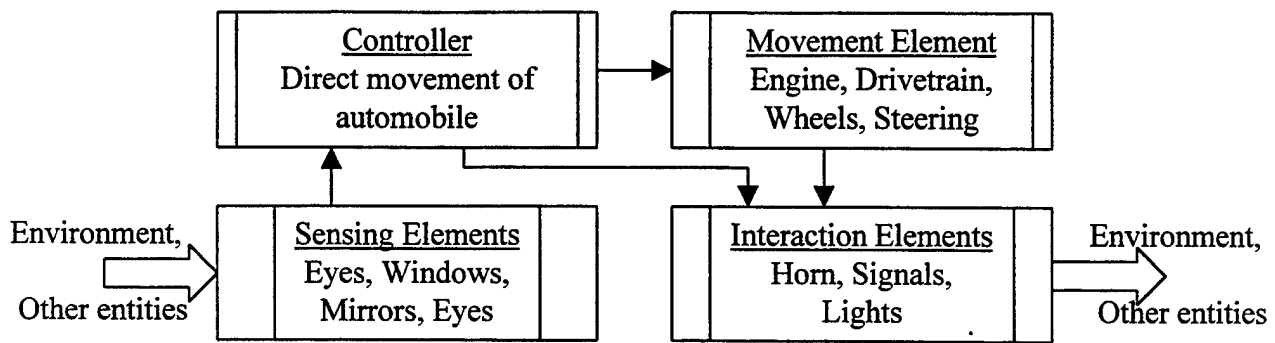 Controller
Direct movement of
automobile
Movement Element
Engine, Drivetrain,
Wheels, Steering
Environment,
Other entities
Sensing Elements
Eyes, Windows,
Mirrors, Eyes
Interaction Elements
Horn, Signals,
Lights
Environment,
Other entities